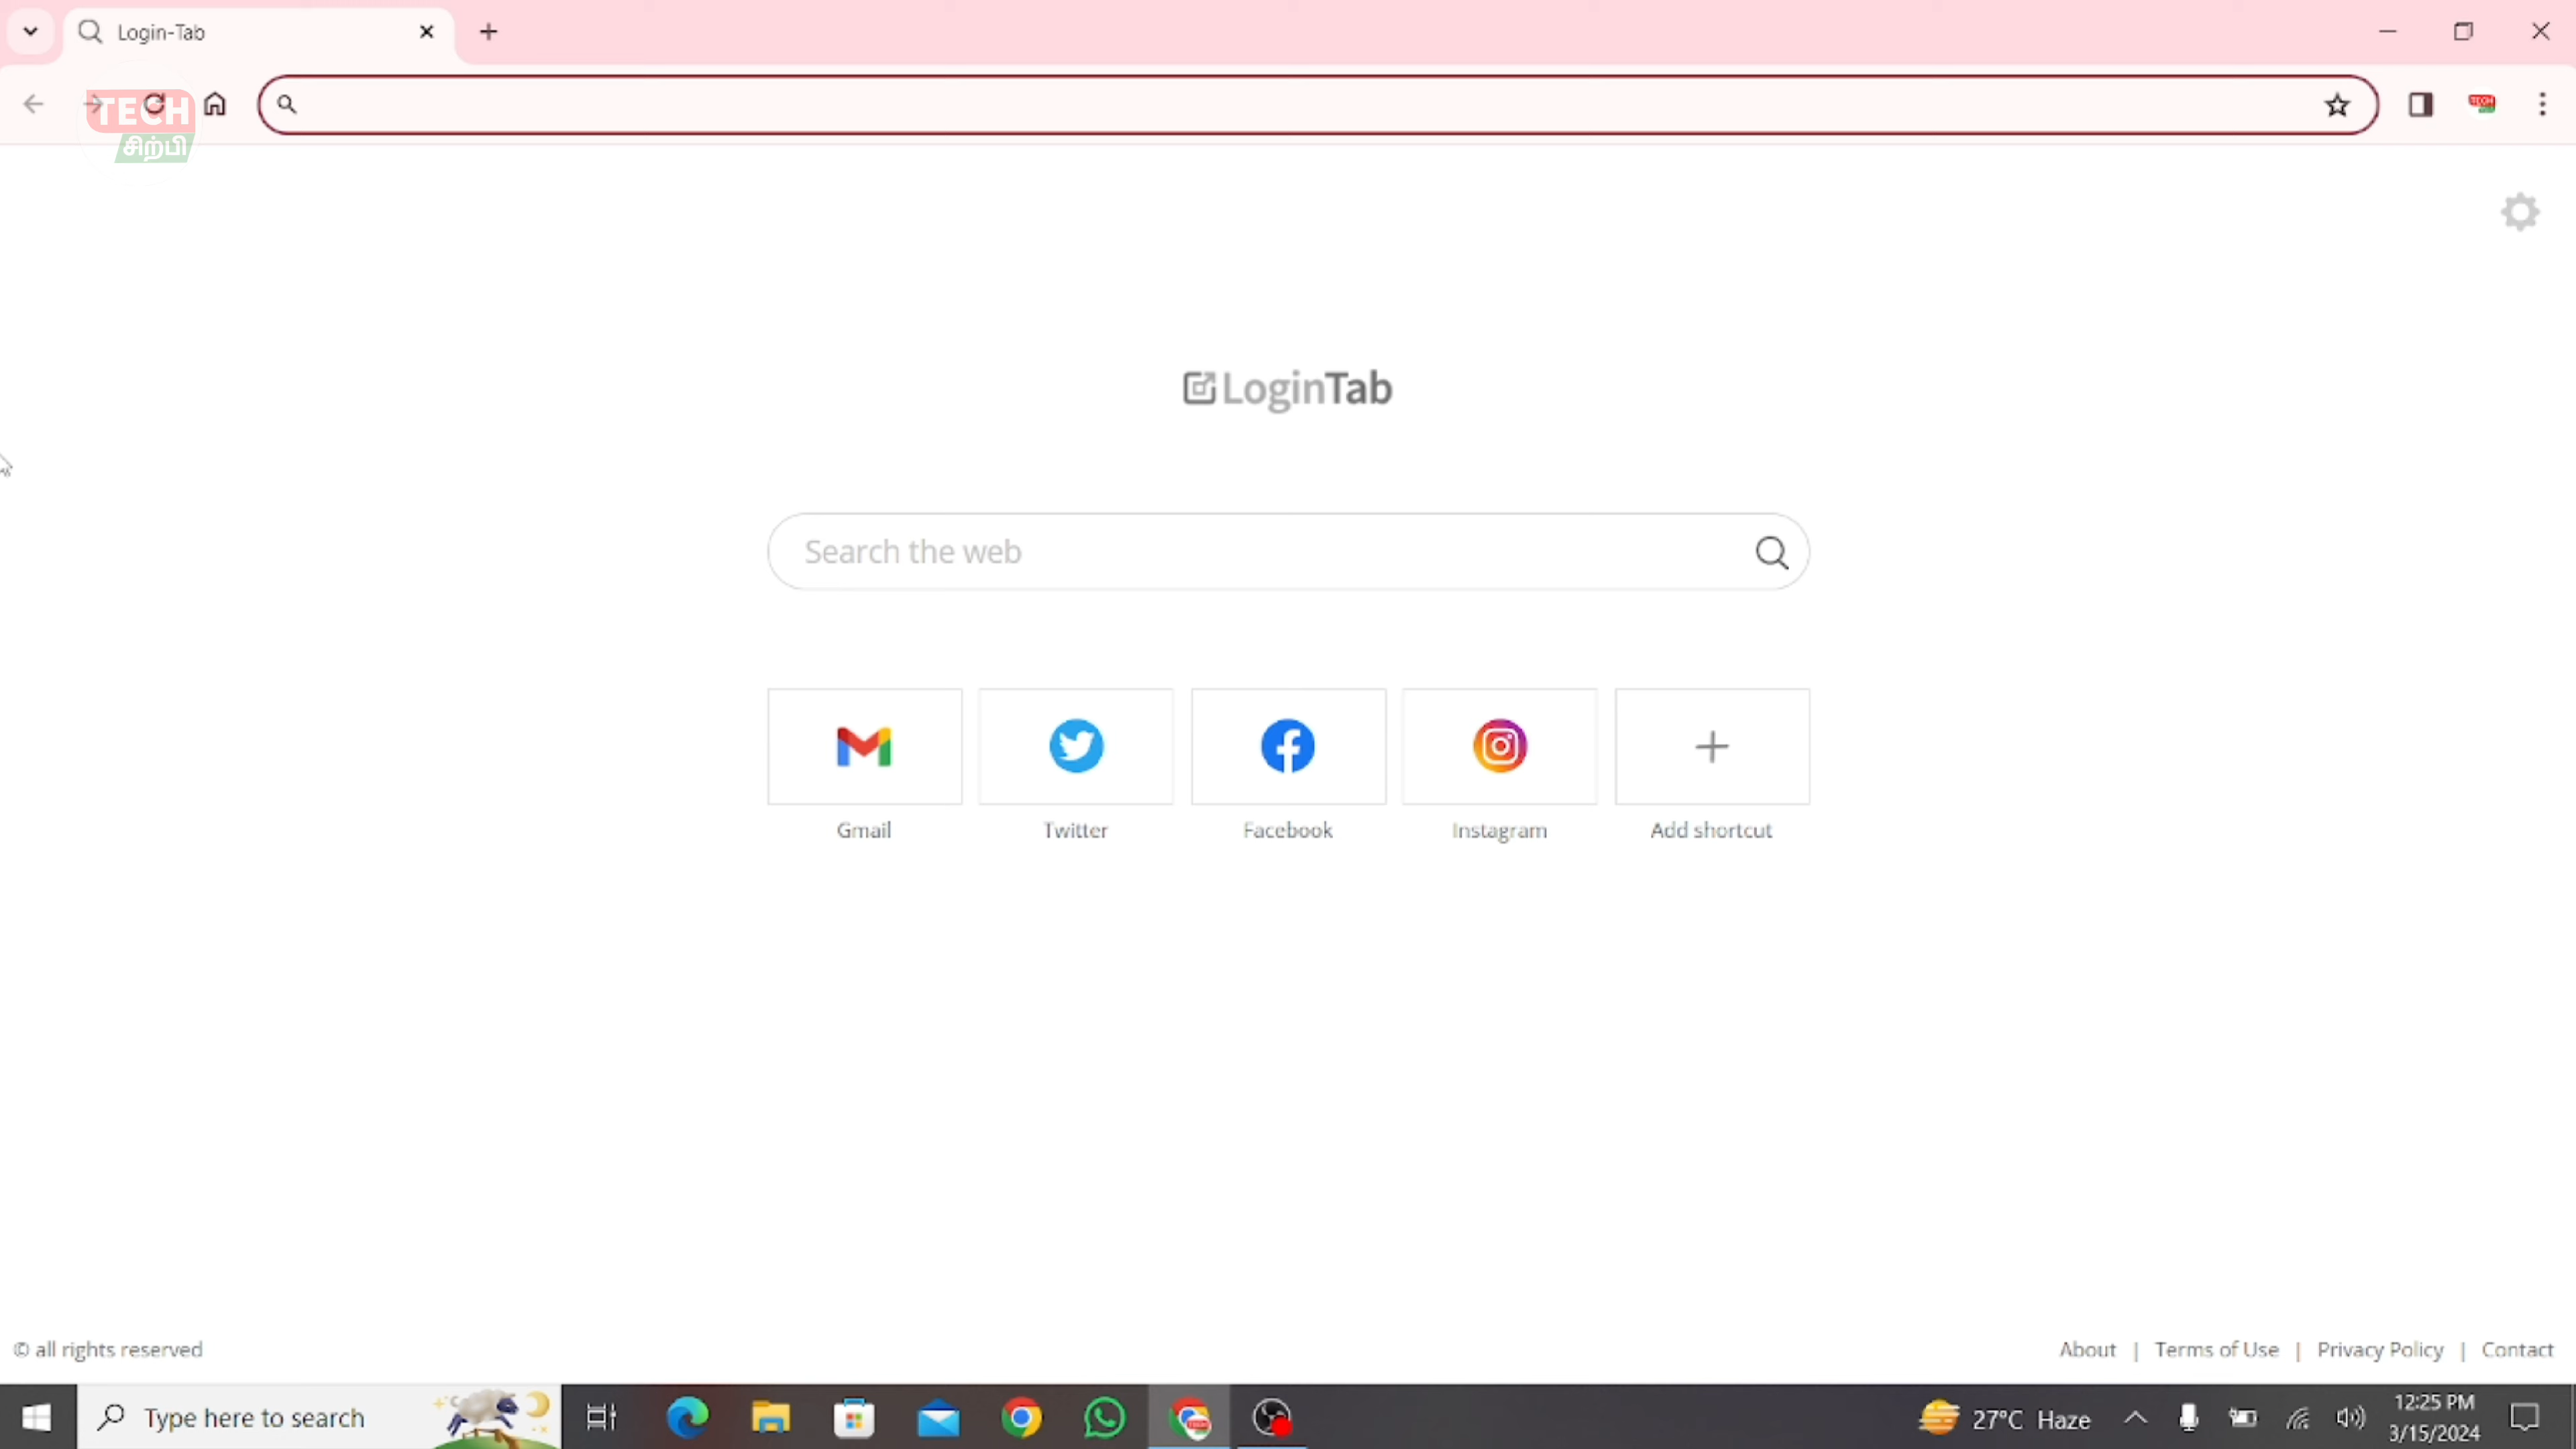 Login-Tab
TECH
சிற்பி
LoginTab
Search the web
Gmail
Twitter
Facebook
Instagram
Add shortcut
© all rights reserved
About | Terms of Use | Privacy Policy | Contact
Type here to search
27°C Haze
12:25 PM
3/15/2024